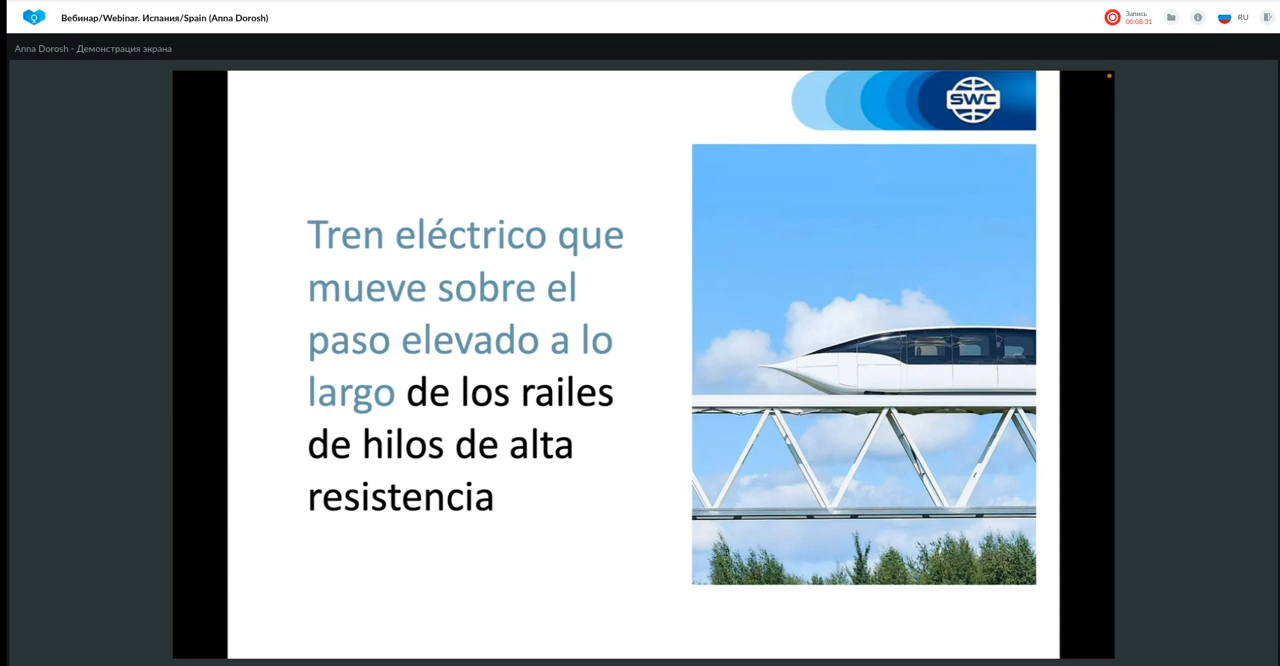 Вебинар/Webinar. Испания/Spain (Anna Dorosh)
Запись
00:08:31
RU
Anna Dorosh - Демонстрация экрана
SWC
Tren eléctrico que
mueve sobre el
paso elevado a lo
largo de los railes
de hilos de alta
resistencia